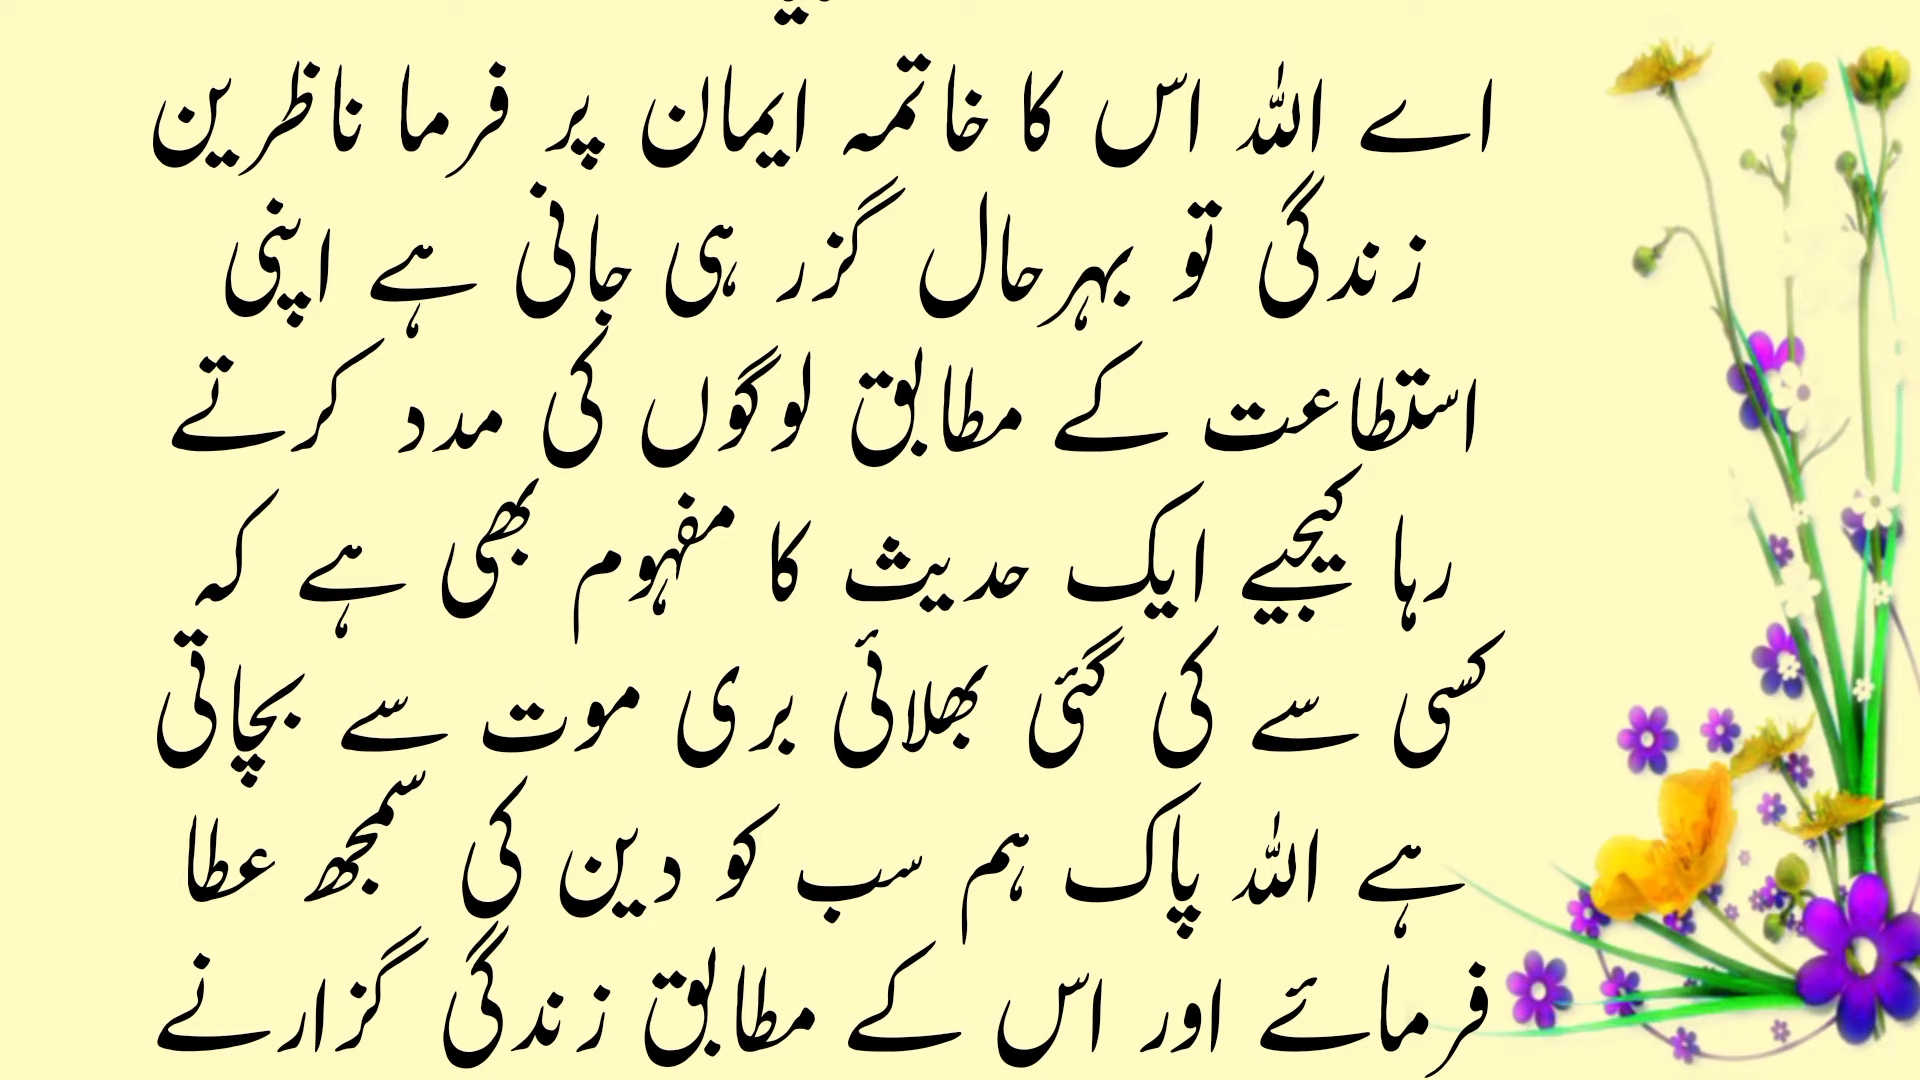 اے اللہ اس کا خاتمہ ایمان پر فرما ناظرین
زندگی تو بہرحال گزر ہی جانی ہے اپنی
استطاعت کے مطابق لوگوں کی مدد کرتے
رہا کیجیے ایک حدیث کا مفہوم بھی ہے کہ
کسی سے کی گئی بھلائی بری موت سے بچاتی
ہے اللہ پاک ہم سب کو دین کی سمجھ عطا
فرمائے اور اس کے مطابق زندگی گزارنے